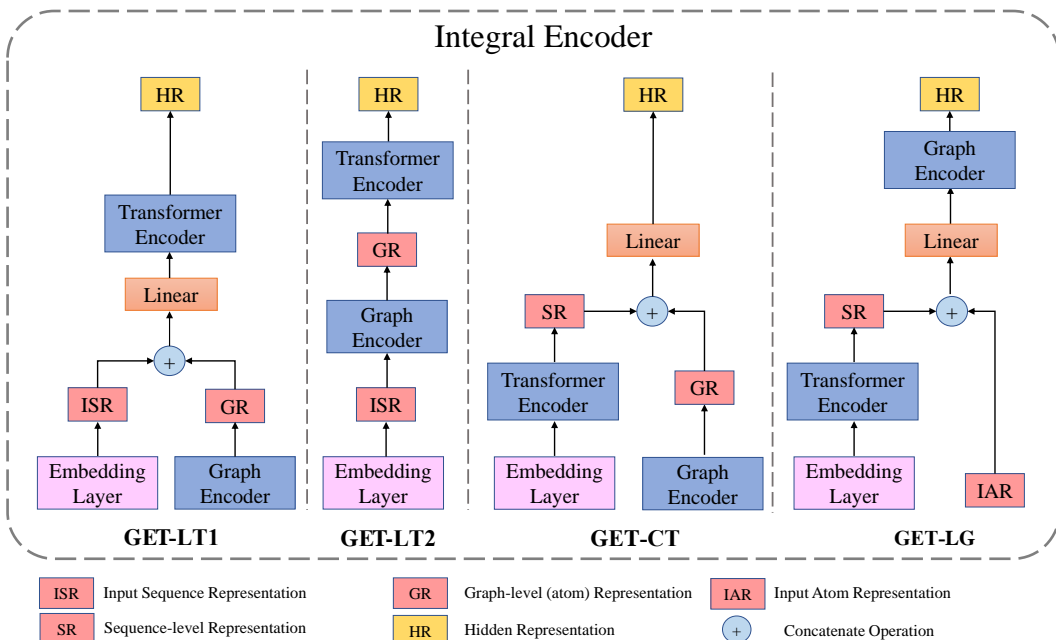 Integral Encoder
HR
Transformer
Encoder
Linear
+
ISR
GR
Embedding
Layer
Graph
Encoder
GET-LT1
HR
Transformer
Encoder
GR
Graph
Encoder
ISR
Embedding
Layer
GET-LT2
HR
Linear
SR
+
Transformer
Encoder
GR
Embedding
Layer
Graph
Encoder
GET-CT
HR
Graph
Encoder
Linear
SR
+
Transformer
Encoder
Embedding
Layer
IAR
GET-LG
ISR Input Sequence Representation
GR Graph-level (atom) Representation
IAR Input Atom Representation
SR Sequence-level Representation
HR Hidden Representation
+ Concatenate Operation